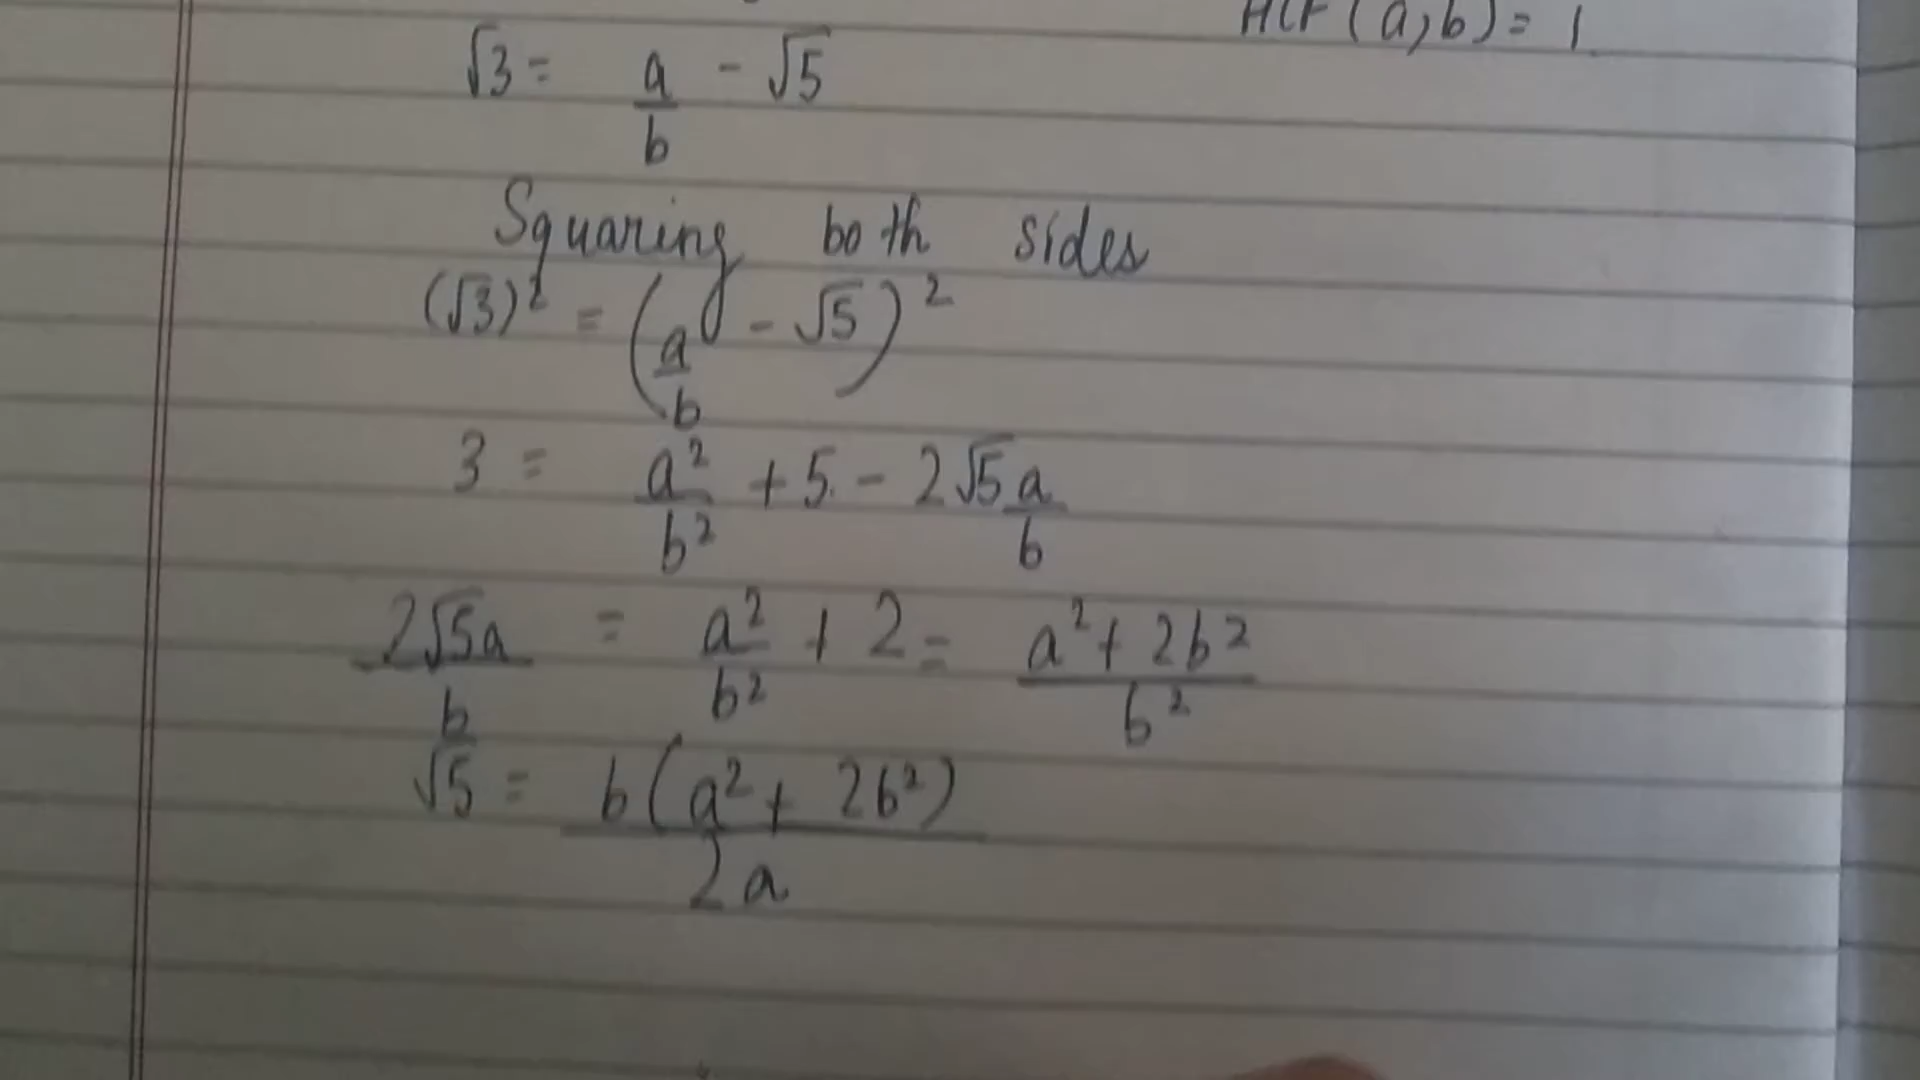 HCF (a, b) = 1
√3 = a/b - √5
Squaring both sides
(√3)² = (a/b - √5)²
3 = a²/b² + 5 - 2√5a/b
2√5a/b = a²/b² + 2 = a² + 2b²/b²
√5 = b(a² + 2b²)/2a